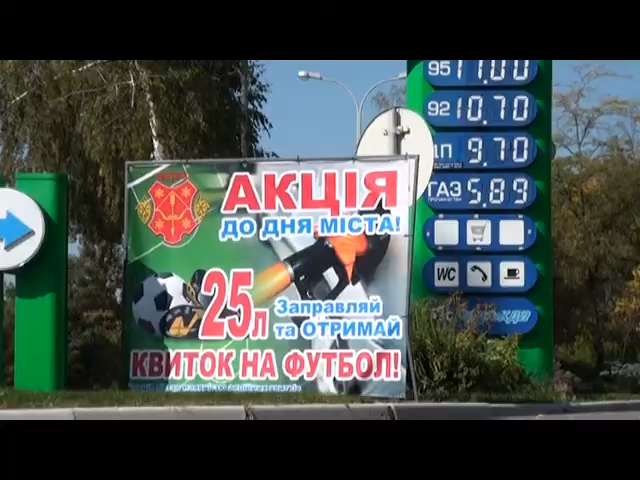 АКЦІЯ
ДО ДНЯ МІСТА!
25л
Заправляй
та ОТРИМАЙ
КВИТОК НА ФУТБОЛ!
95 11.00
92 10.70
ДП 9.70
ГАЗ 5.89
WC